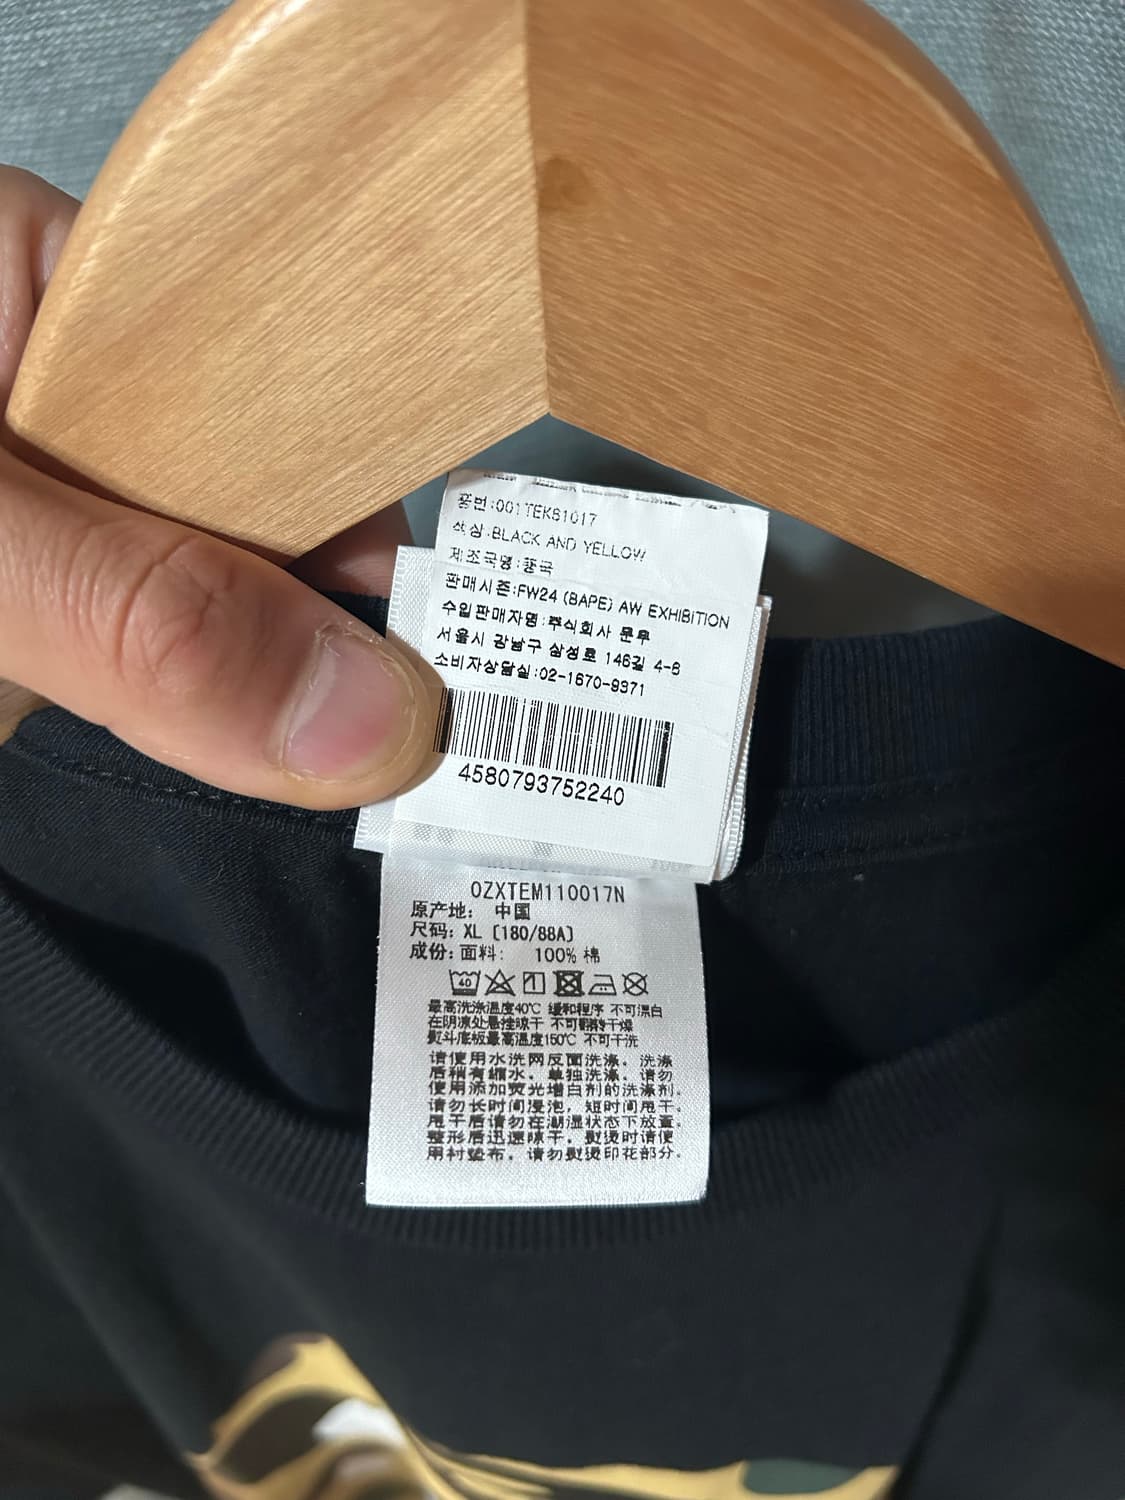 품번:001TEK81017
색상:BLACK AND YELLOW
제조국명:중국
판매시즌:FW24 (BAPE) AW EXHIBITION
수입판매자명:주식회사 문무
서울시 강남구 삼성로 146길 4-6
소비자상담실:02-1670-9371
4580793752240
0ZXTEM110017N
原产地: 中国
尺码: XL (180/88A)
成份: 面料: 100% 棉
40
最高洗涤温度40℃ 缓和程序 不可漂白
在阴凉处悬挂晾干 不可翻转干燥
熨斗底板最高温度150℃ 不可干洗
请使用水洗网反面洗涤. 洗涤
后稍有缩水. 单独洗涤. 请勿
使用添加荧光增白剂的洗涤剂.
请勿长时间浸泡, 短时间甩干.
甩干后请勿在潮湿状态下放置.
整形后迅速晾干. 熨烫时请使
用衬垫布. 请勿熨烫印花部分.